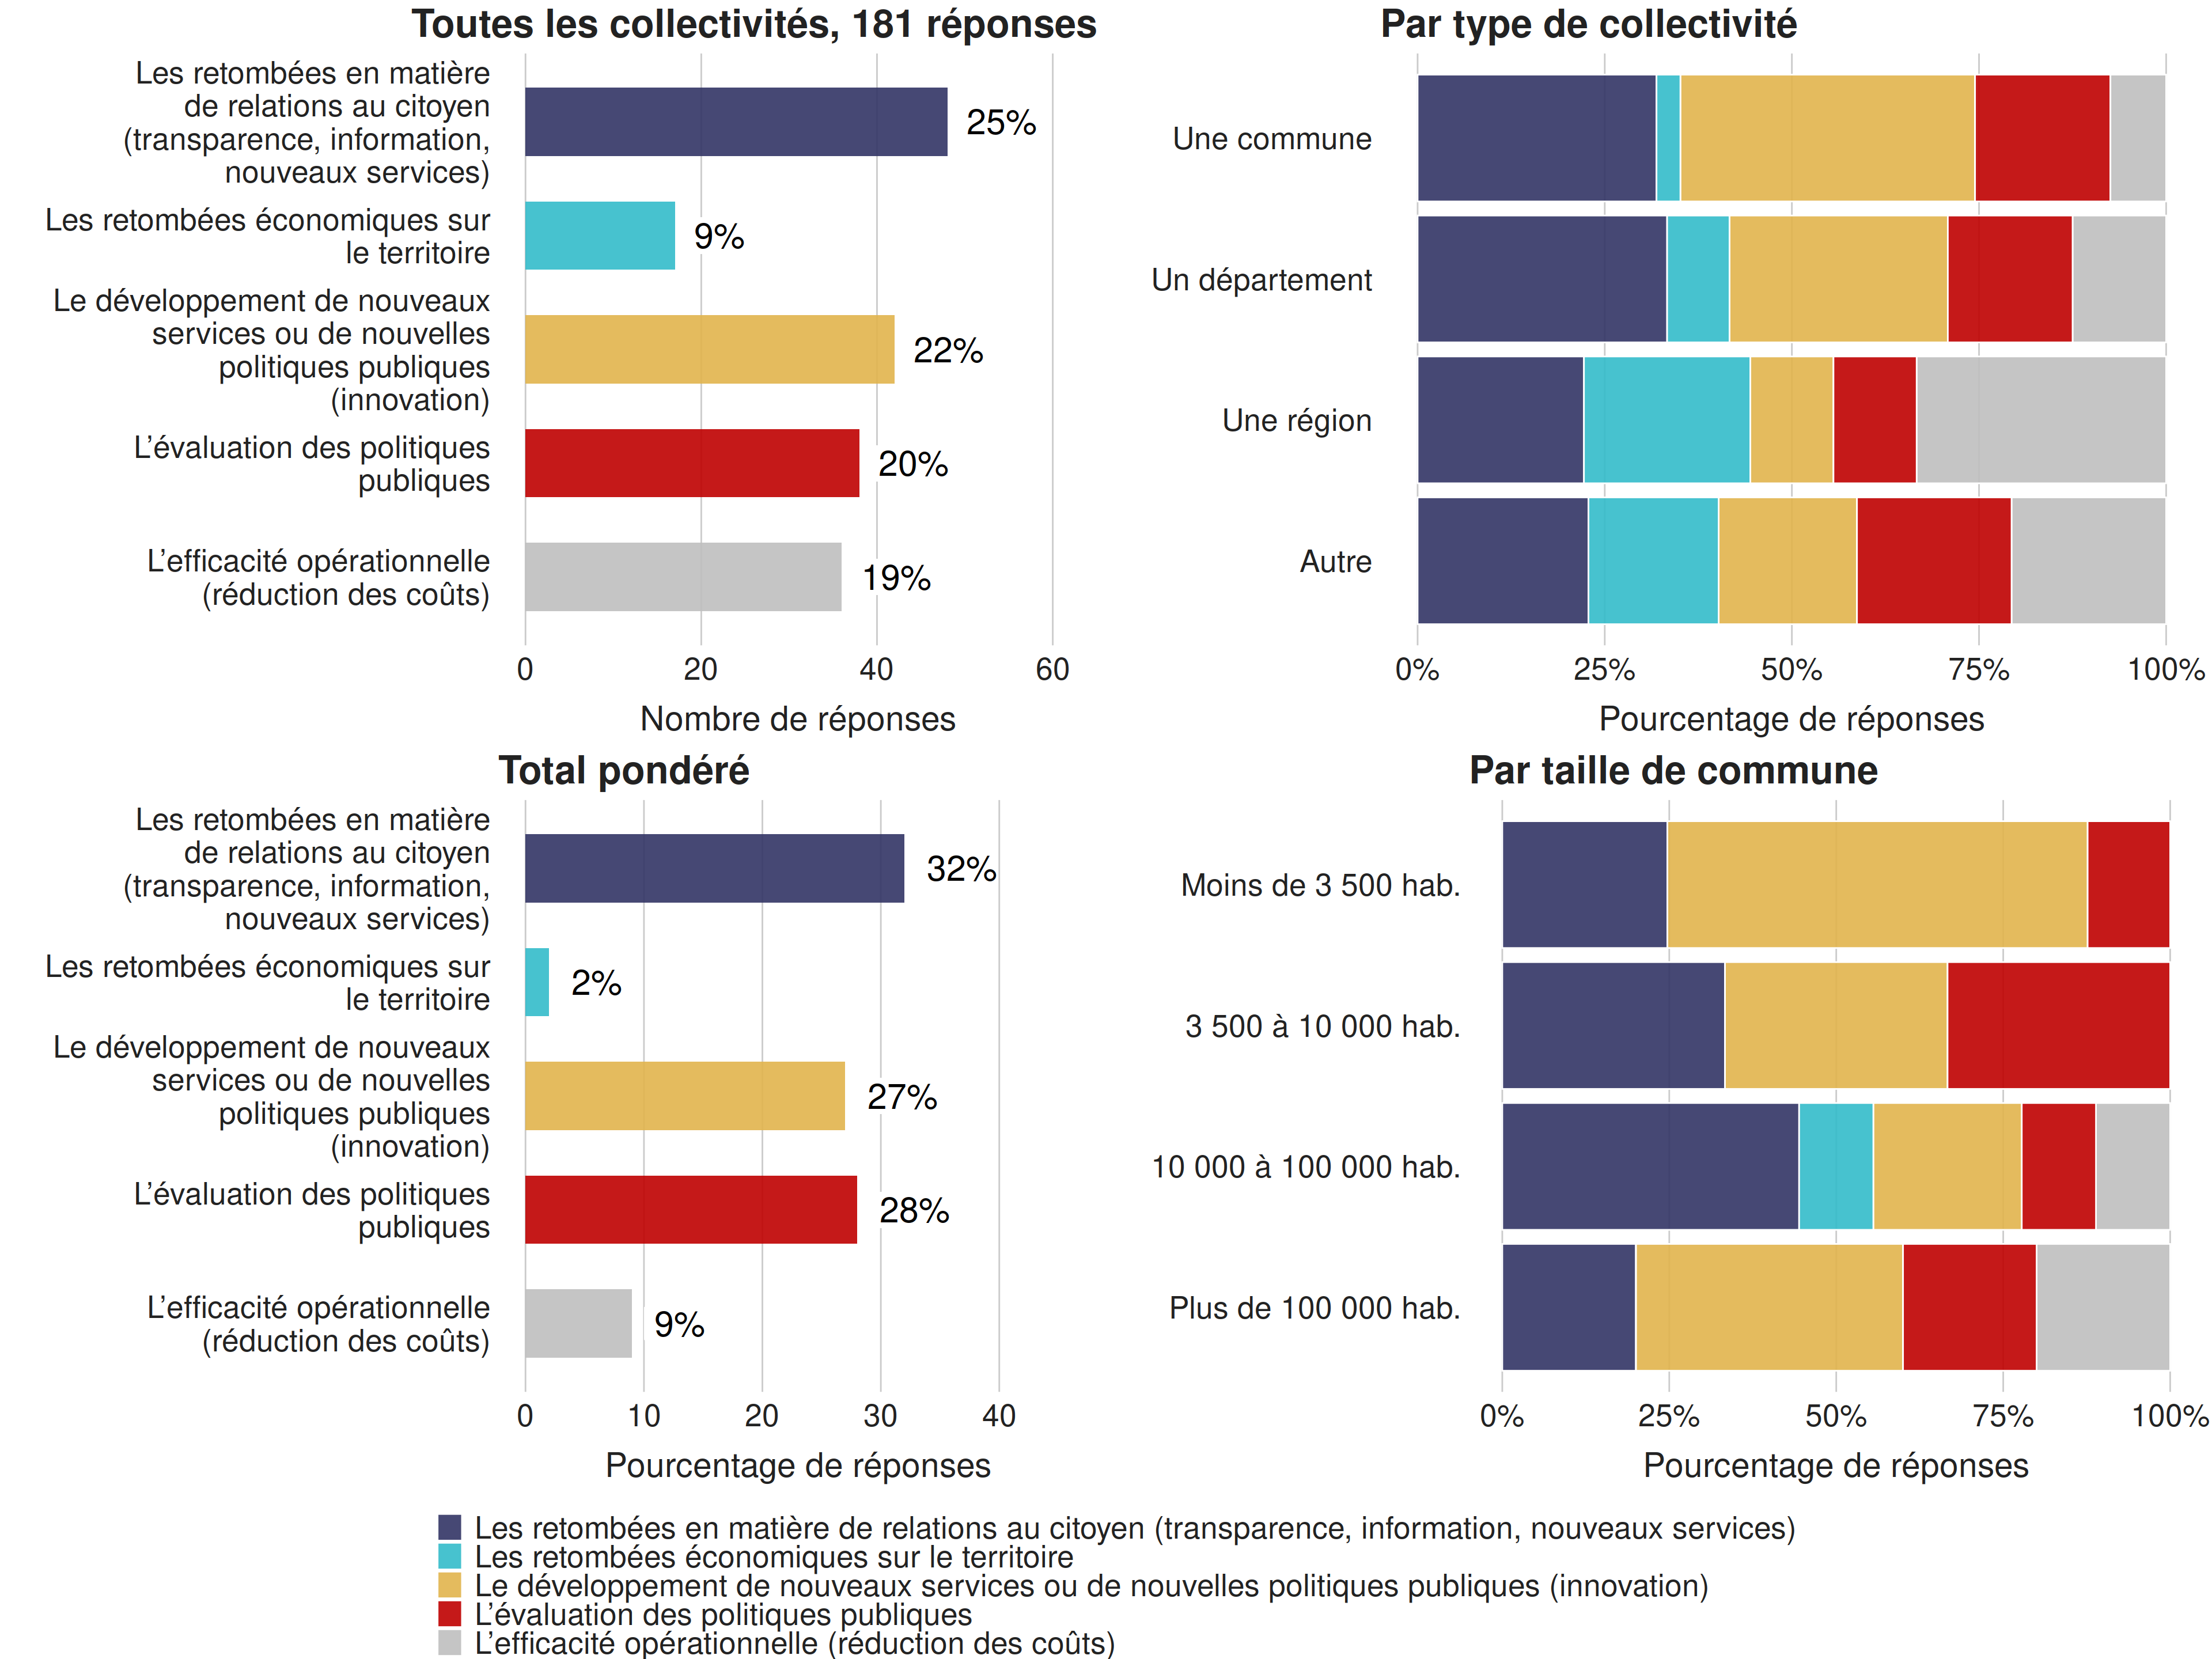 Toutes les collectivités, 181 réponses
Les retombées en matière
de relations au citoyen
(transparence, information,
nouveaux services)
25%
Les retombées économiques sur
le territoire
9%
Le développement de nouveaux
services ou de nouvelles
politiques publiques
(innovation)
22%
L’évaluation des politiques
publiques
20%
L’efficacité opérationnelle
(réduction des coûts)
19%
0 20 40 60
Nombre de réponses
Par type de collectivité
Une commune
Un département
Une région
Autre
0% 25% 50% 75% 100%
Pourcentage de réponses
Total pondéré
Les retombées en matière
de relations au citoyen
(transparence, information,
nouveaux services)
32%
Les retombées économiques sur
le territoire
2%
Le développement de nouveaux
services ou de nouvelles
politiques publiques
(innovation)
27%
L’évaluation des politiques
publiques
28%
L’efficacité opérationnelle
(réduction des coûts)
9%
0 10 20 30 40
Pourcentage de réponses
Par taille de commune
Moins de 3 500 hab.
3 500 à 10 000 hab.
10 000 à 100 000 hab.
Plus de 100 000 hab.
0% 25% 50% 75% 100%
Pourcentage de réponses
Les retombées en matière de relations au citoyen (transparence, information, nouveaux services)
Les retombées économiques sur le territoire
Le développement de nouveaux services ou de nouvelles politiques publiques (innovation)
L’évaluation des politiques publiques
L’efficacité opérationnelle (réduction des coûts)